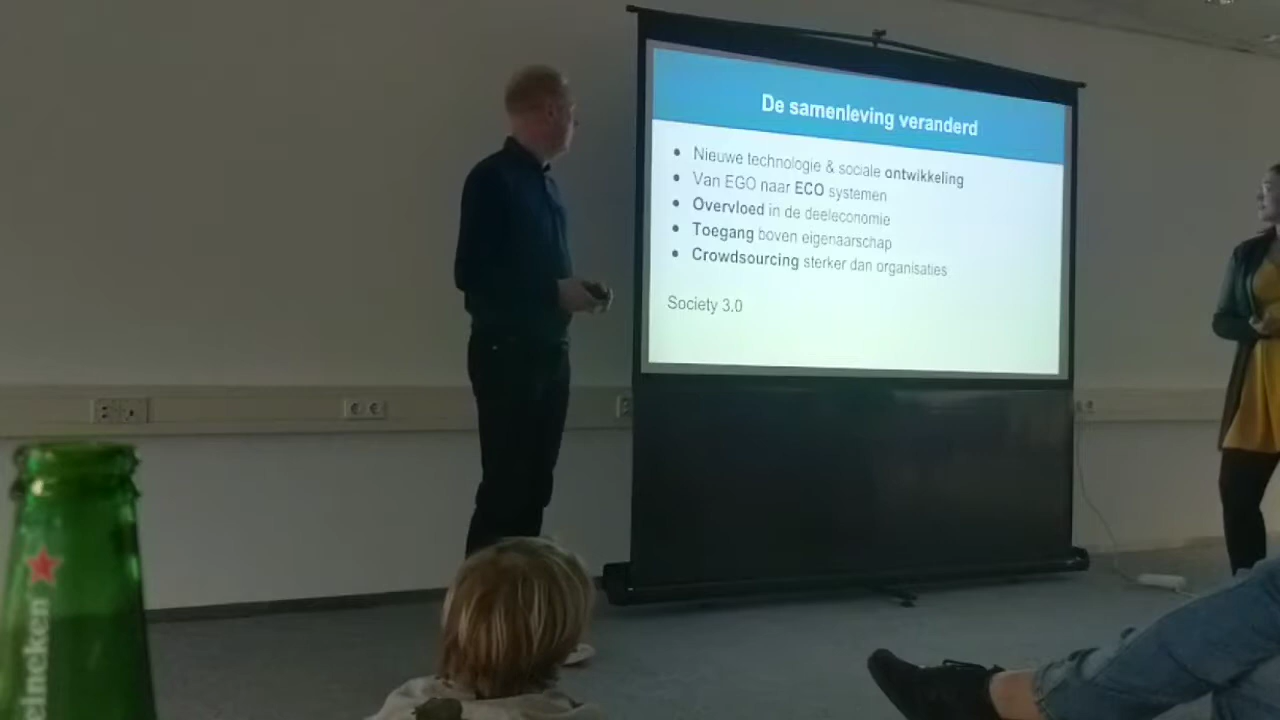 De samenleving veranderd
Nieuwe technologie & sociale ontwikkeling
Van EGO naar ECO systemen
Overvloed in de deeleconomie
Toegang boven eigenaarschap
Crowdsourcing sterker dan organisaties
Society 3.0
eineken